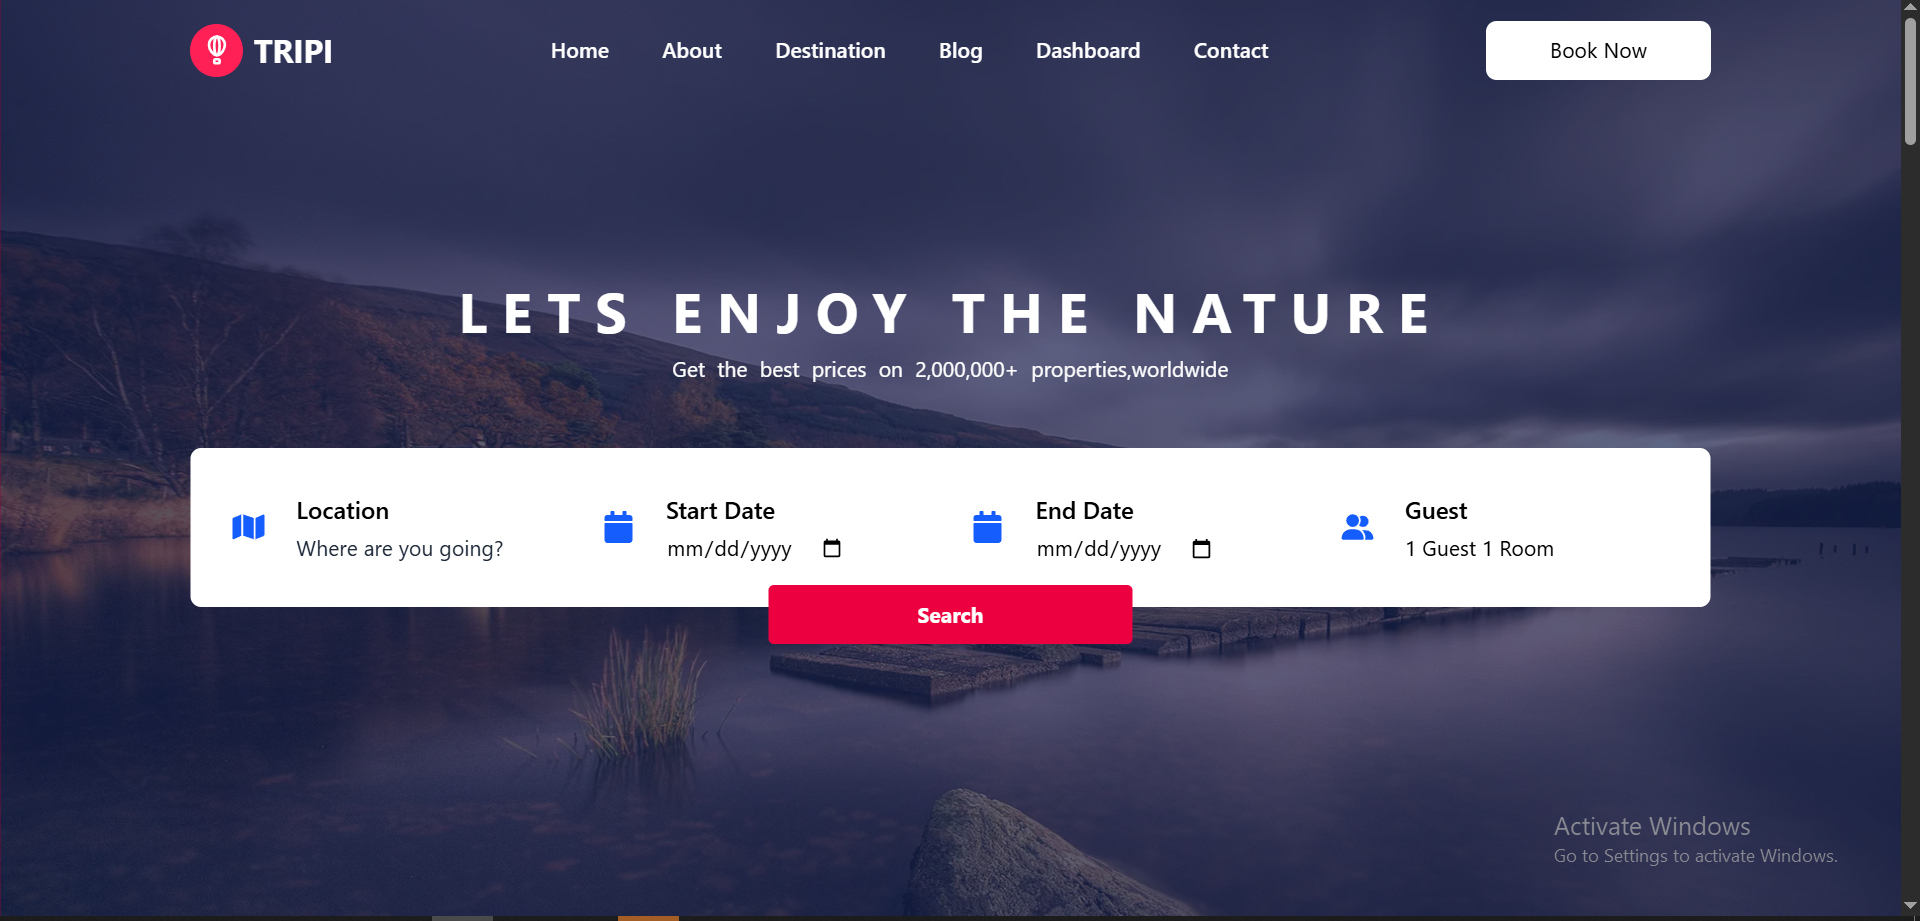 TRIPI
Home About Destination Blog Dashboard Contact
Book Now
LETS ENJOY THE NATURE
Get the best prices on 2,000,000+ properties,worldwide
Location
Where are you going?
Start Date
mm/dd/yyyy
End Date
mm/dd/yyyy
Guest
1 Guest 1 Room
Search
Activate Windows
Go to Settings to activate Windows.